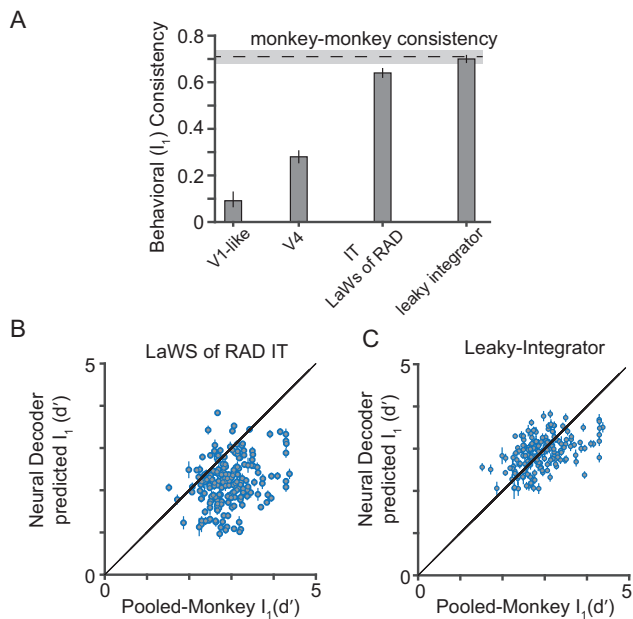 A
monkey-monkey consistency
Behavioral (I₁) Consistency
0.8
0.6
0.4
0.2
0
V1-like
V4
IT
LaWs of RAD
leaky integrator
B
LaWS of RAD IT
Neural Decoder
predicted I₁ (d')
5
0
5
Pooled-Monkey I₁(d')
C
Leaky-Integrator
Neural Decoder
predicted I₁ (d')
5
0
0
5
Pooled-Monkey I₁(d')